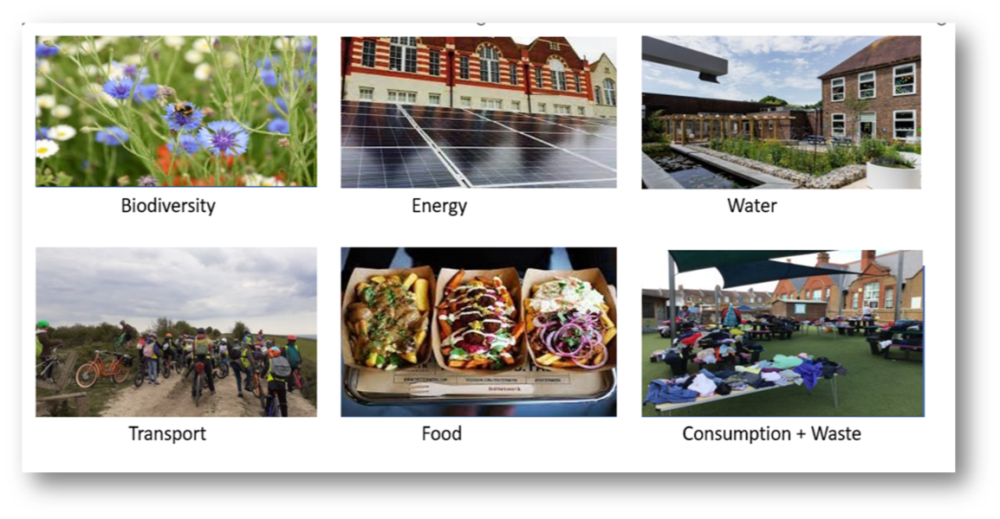 Biodiversity
Energy
Water
Transport
Food
Consumption + Waste